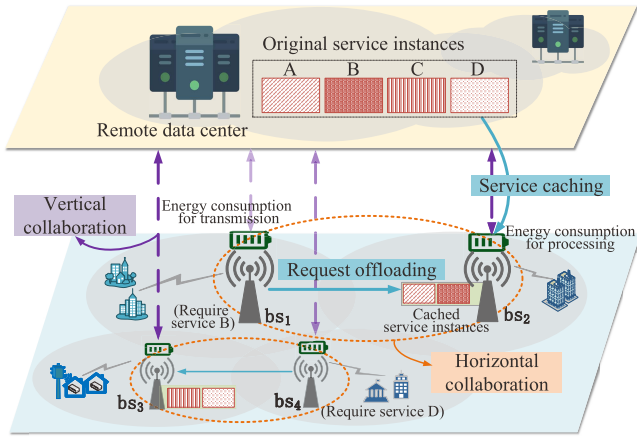 Original service instances
A B C D
Remote data center
Service caching
Vertical
collaboration
Energy consumption
for transmission
Energy consumption
for processing
Request offloading
(Require
service B)
bs1
Cached
service instances
bs2
Horizontal
collaboration
bs3
bs4
(Require service D)